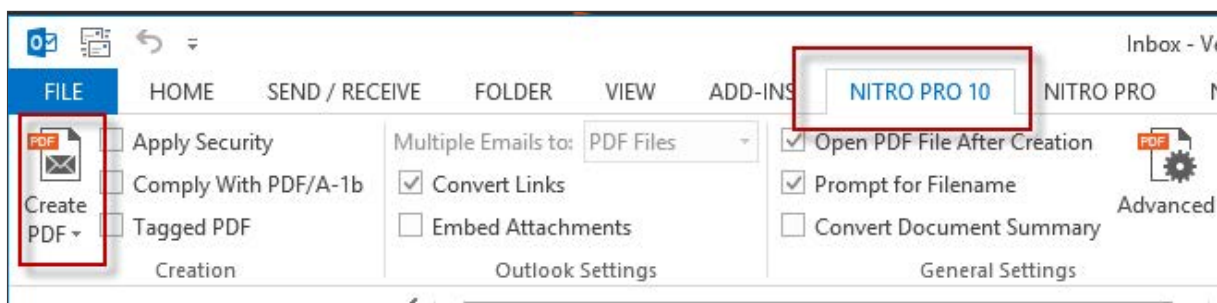 Inbox - Ve
FILE HOME SEND / RECEIVE FOLDER VIEW ADD-INS NITRO PRO 10 NITRO PRO N
PDF Apply Security Multiple Emails to: PDF Files Open PDF File After Creation PDF
Comply With PDF/A-1b Convert Links Prompt for Filename
Create Advanced
PDF Tagged PDF Embed Attachments Convert Document Summary
Creation Outlook Settings General Settings